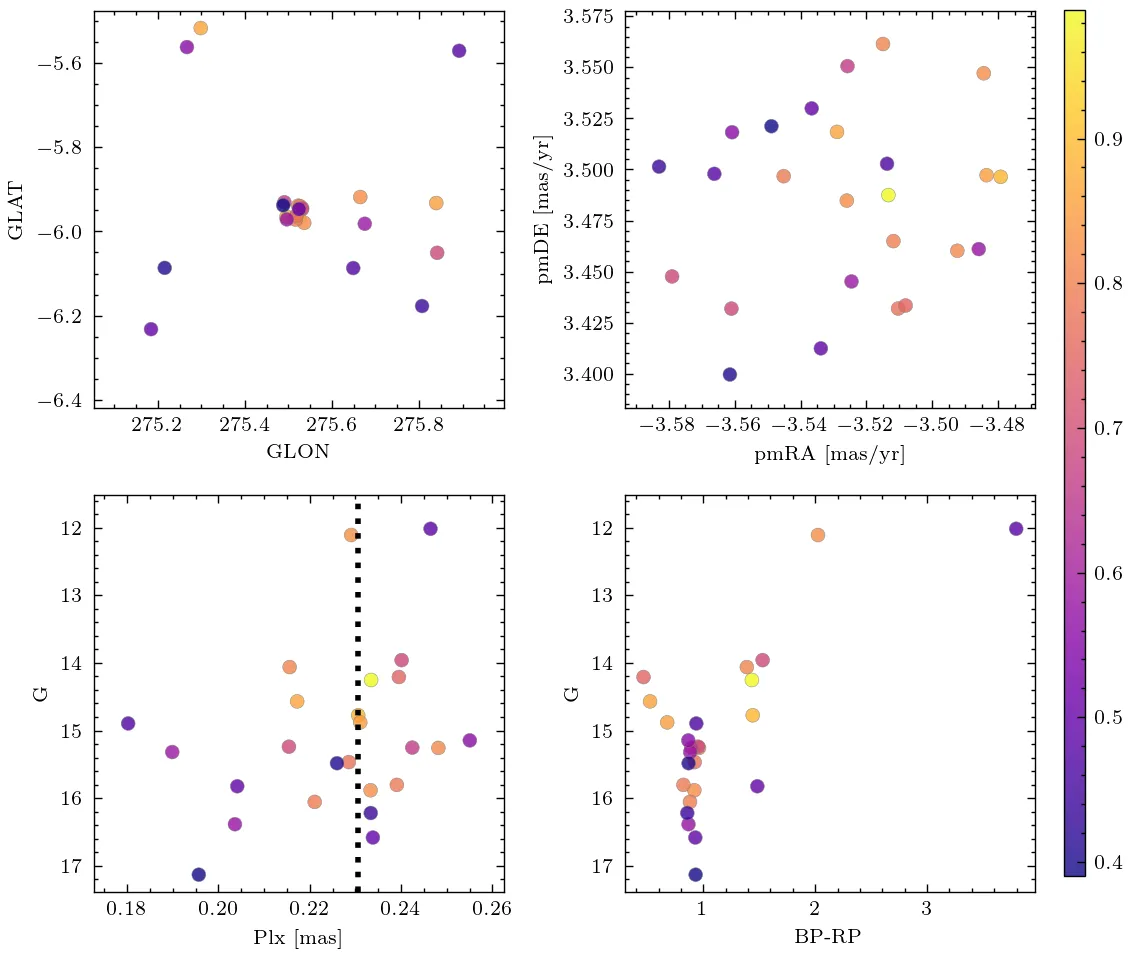 −5.6
−5.8
−6.0
−6.2
−6.4
GLAT
275.2 275.4 275.6 275.8
GLON
3.575
3.550
3.525
3.500
3.475
3.450
3.425
3.400
pmDE [mas/yr]
−3.58 −3.56 −3.54 −3.52 −3.50 −3.48
pmRA [mas/yr]
12
13
14
15
16
17
G
0.18 0.20 0.22 0.24 0.26
Plx [mas]
12
13
14
15
16
17
G
1 2 3
BP-RP
0.9
0.8
0.7
0.6
0.5
0.4